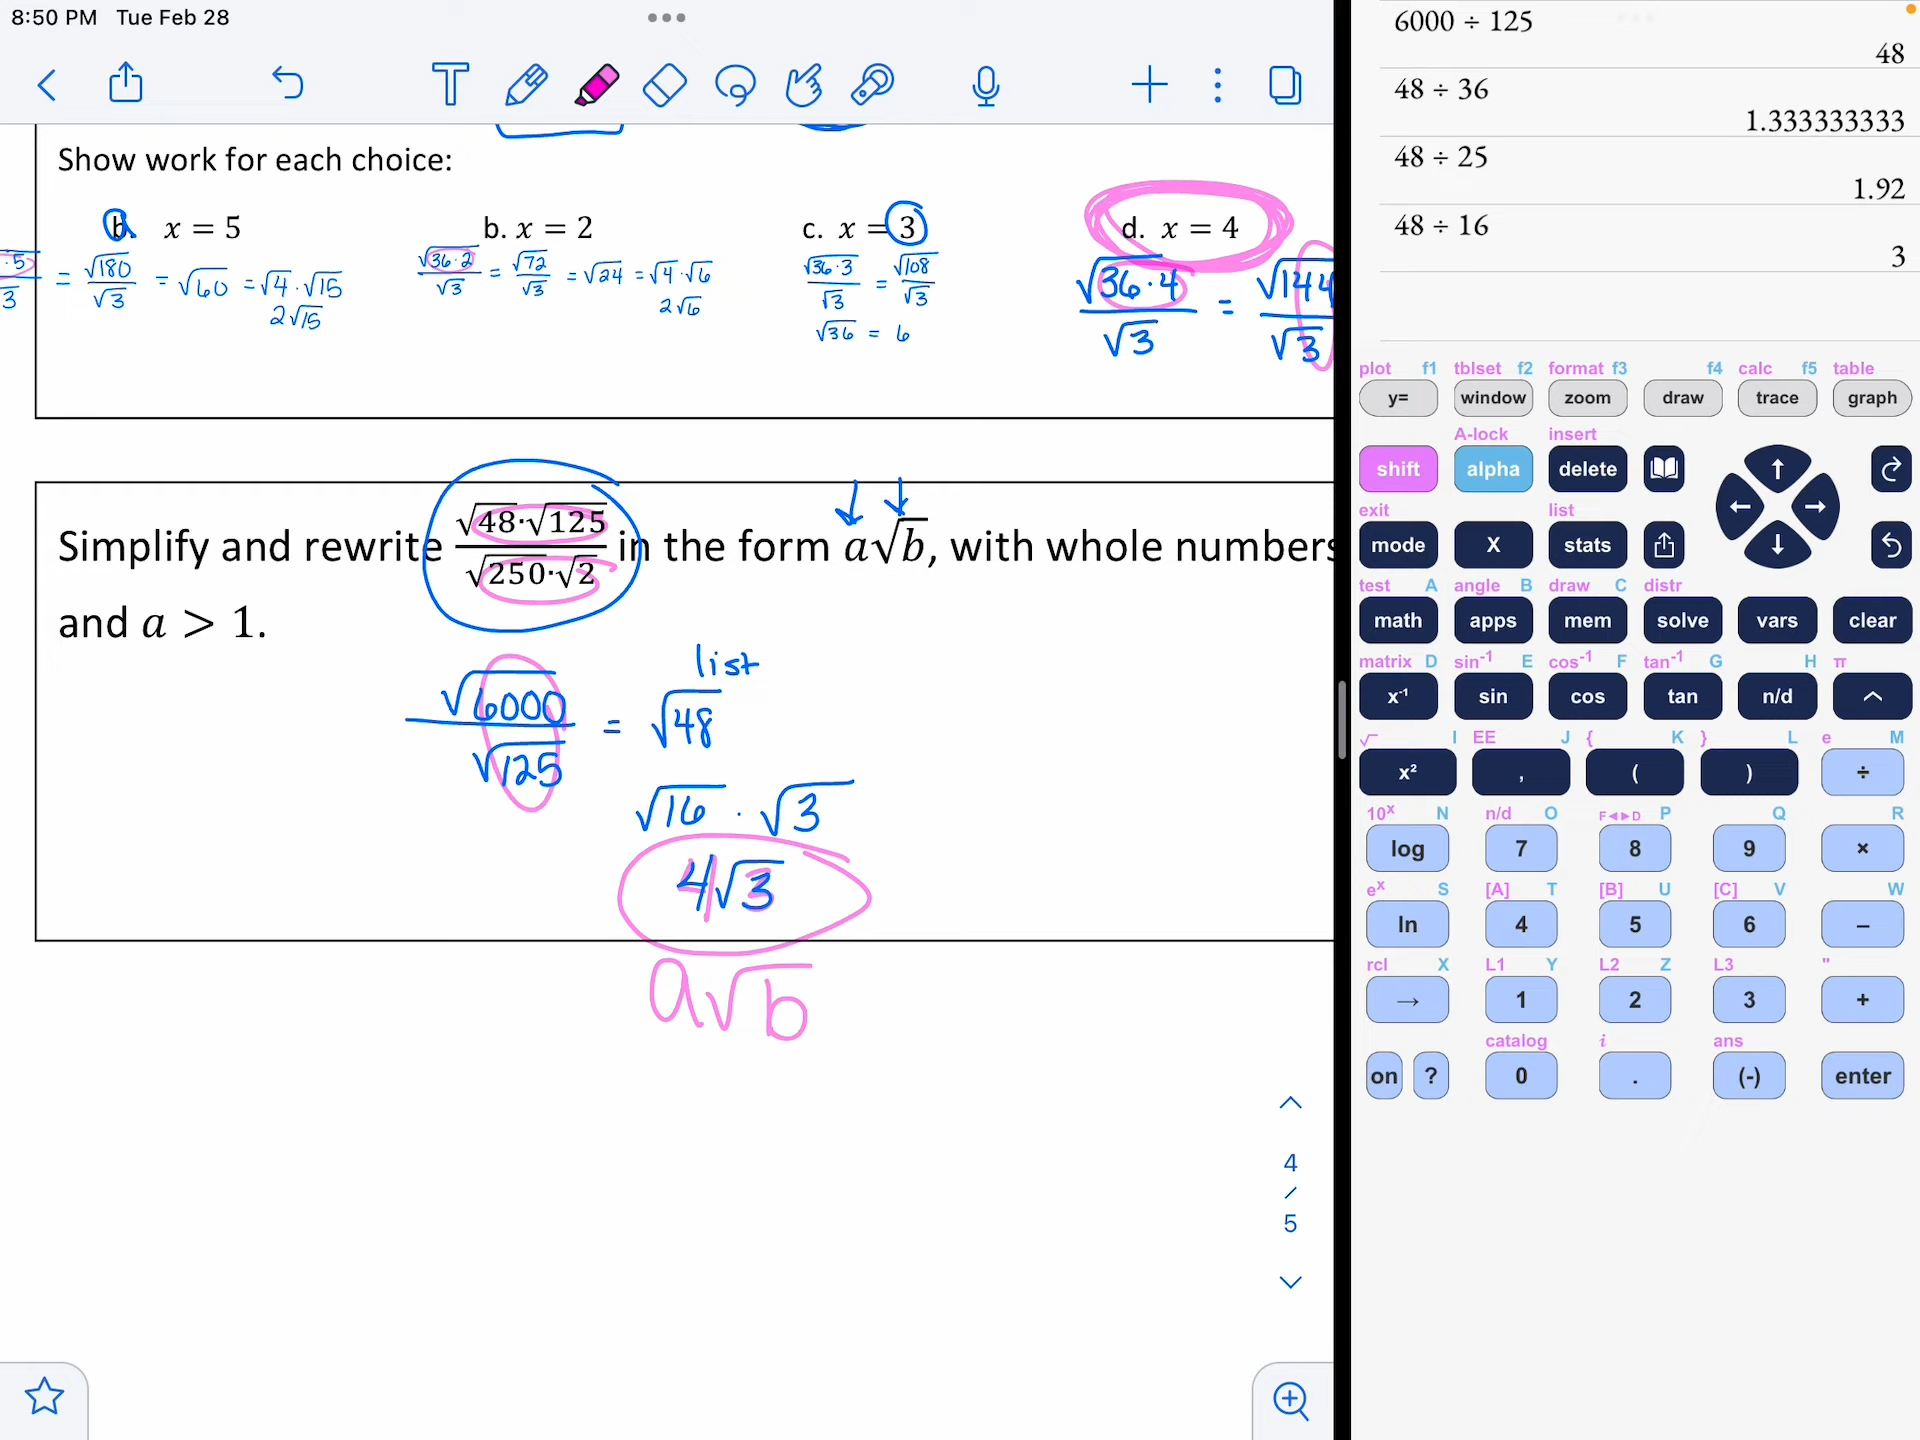 8:50 PM Tue Feb 28
Show work for each choice:
a. x = 5
b. x = 2
c. x = 3
d. x = 4
·5 / 3 = √180/√3 = √60 = √4 · √15
2√15
√36·2/√3 = √72/√3 = √24 = √4 · √6
2√6
√36·3/√3 = √108/√3
√36 = 6
√36·4/√3 = √144/√3
Simplify and rewrite √48·√125/√250·√2 in the form a√b, with whole numbers
and a > 1.
list
√6000/√125 = √48
√16 · √3
4√3
a√b
4
/
5
6000 ÷ 125
48
48 ÷ 36
1.333333333
48 ÷ 25
1.92
48 ÷ 16
3
plot f1 tblset f2 format f3 f4 calc f5 table
y= window zoom draw trace graph
A-lock insert
shift alpha delete
exit list
mode X stats
test A angle B draw C distr
math apps mem solve vars clear
matrix D sin⁻¹ E cos⁻¹ F tan⁻¹ G H π
x⁻¹ sin cos tan n/d ^
√ I EE J { K } L e M
x² , ( ) ÷
10ˣ N n/d O F◄►D P Q R
log 7 8 9 ×
eˣ S [A] T [B] U [C] V W
ln 4 5 6 −
rcl X L1 Y L2 Z L3 "
→ 1 2 3 +
catalog i ans
on ? 0 . (-) enter